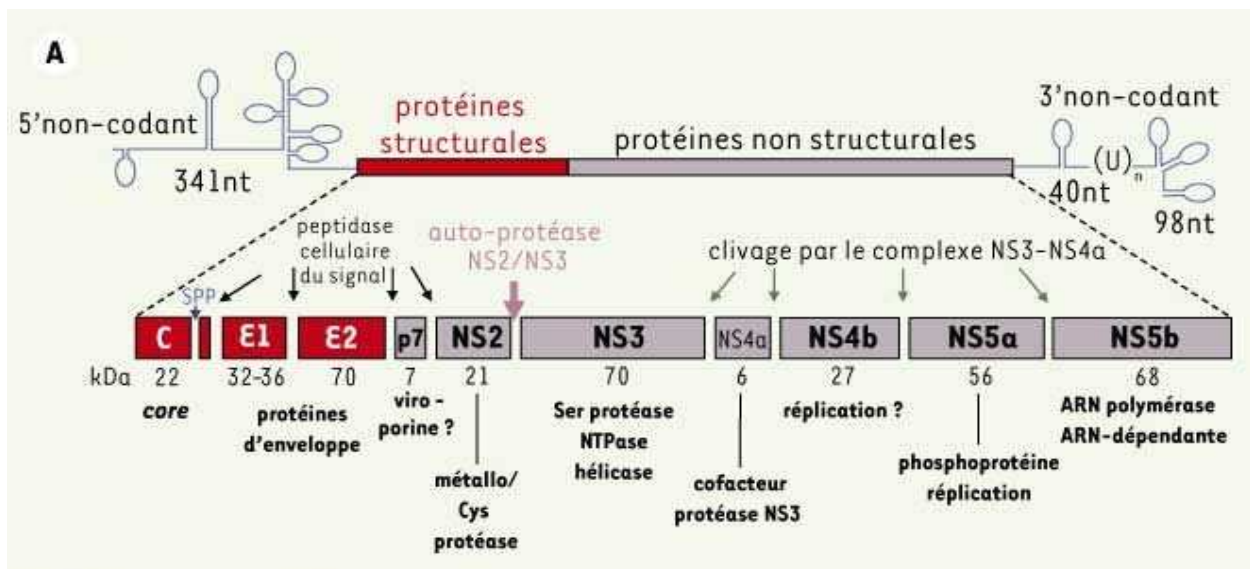 A
5'non-codant
341nt
protéines
structurales
protéines non structurales
3'non-codant
(U)n
40nt
98nt
peptidase
cellulaire
du signal
auto-protéase
NS2/NS3
clivage par le complexe NS3-NS4a
SPP
C E1 E2 p7 NS2 NS3 NS4a NS4b NS5a NS5b
kDa 22 32-36 70 7 21 70 6 27 56 68
core
protéines
d'enveloppe
viro-
porine ?
métallo/
Cys
protéase
Ser protéase
NTPase
hélicase
cofacteur
protéase NS3
réplication ?
phosphoprotéine
réplication
ARN polymérase
ARN-dépendante